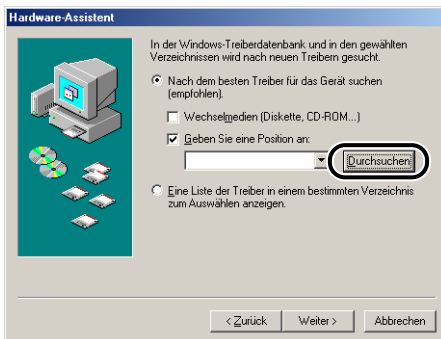 Hardware-Assistent
In der Windows-Treiberdatenbank und in den gewählten
Verzeichnissen wird nach neuen Treibern gesucht.
Nach dem besten Treiber für das Gerät suchen
(empfohlen).
Wechselmedien (Diskette, CD-ROM...)
Geben Sie eine Position an:
Durchsuchen
Eine Liste der Treiber in einem bestimmten Verzeichnis
zum Auswählen anzeigen.
< Zurück Weiter > Abbrechen